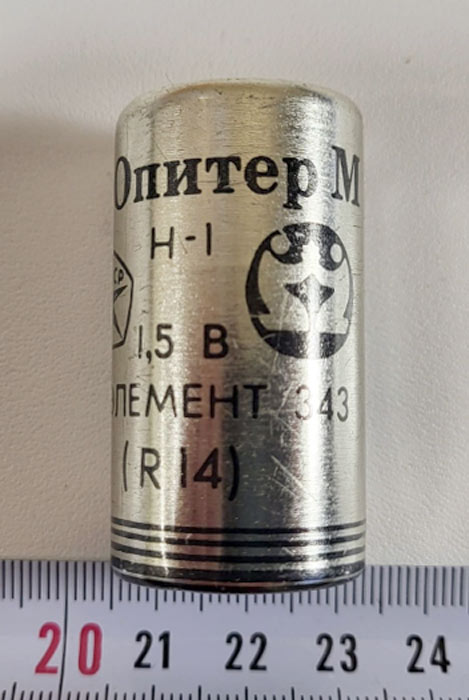 Юпитер М
Н-1
1,5 В
ЭЛЕМЕНТ 343
(R14)
20 21 22 23 24